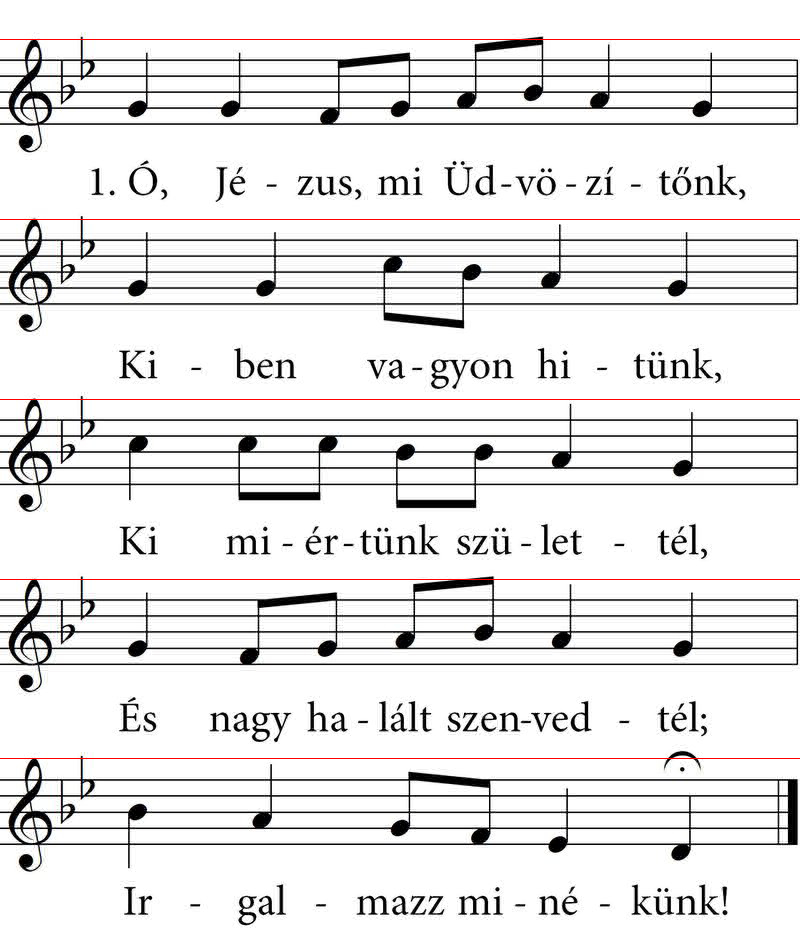 1. Ó, Jé - zus, mi Üd-vö-zí - tőnk,
Ki - ben va-gyon hi - tünk,
Ki mi-ér-tünk szü-let - tél,
És nagy ha-lált szen-ved - tél;
Ir - gal - mazz mi-né - künk!